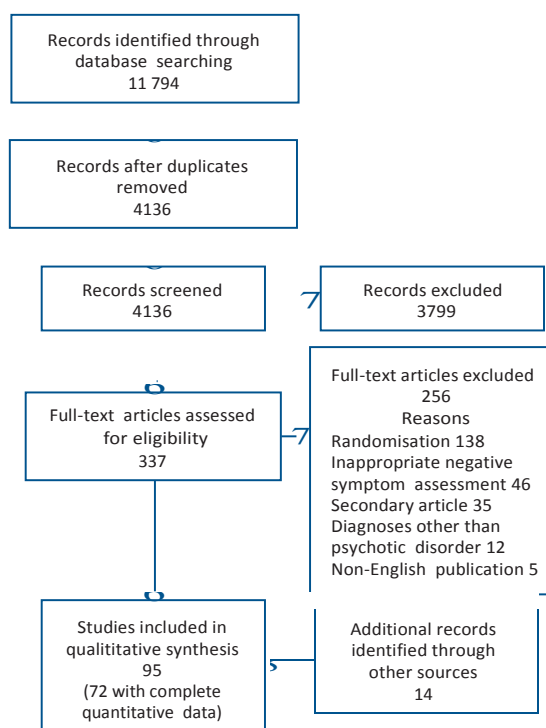 Records identified through
database searching
11 794
Records after duplicates
removed
4136
Records screened
4136
Records excluded
3799
Full-text articles assessed
for eligibility
337
Full-text articles excluded
256
Reasons
Randomisation 138
Inappropriate negative
symptom assessment 46
Secondary article 35
Diagnoses other than
psychotic disorder 12
Non-English publication 5
Studies included in
qualititative synthesis
95
(72 with complete
quantitative data)
Additional records
identified through
other sources
14